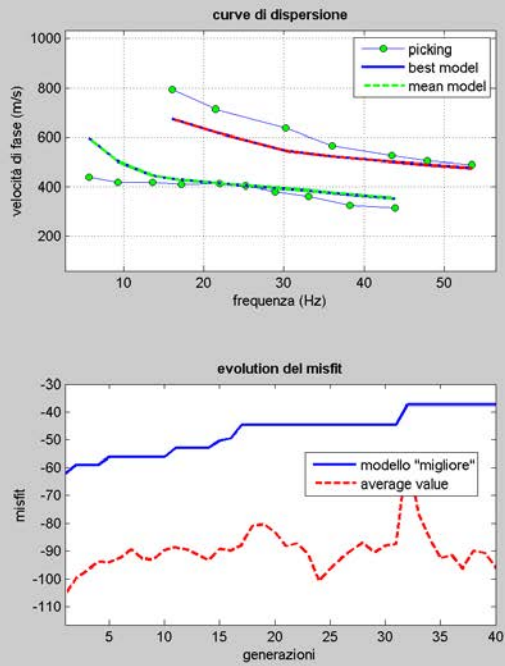 curve di dispersione
1000
800
600
400
200
velocità di fase (m/s)
picking
best model
mean model
10 20 30 40 50
frequenza (Hz)
evolution del misfit
-30
-40
-50
-60
-70
-80
-90
-100
-110
misfit
modello "migliore"
average value
5 10 15 20 25 30 35 40
generazioni